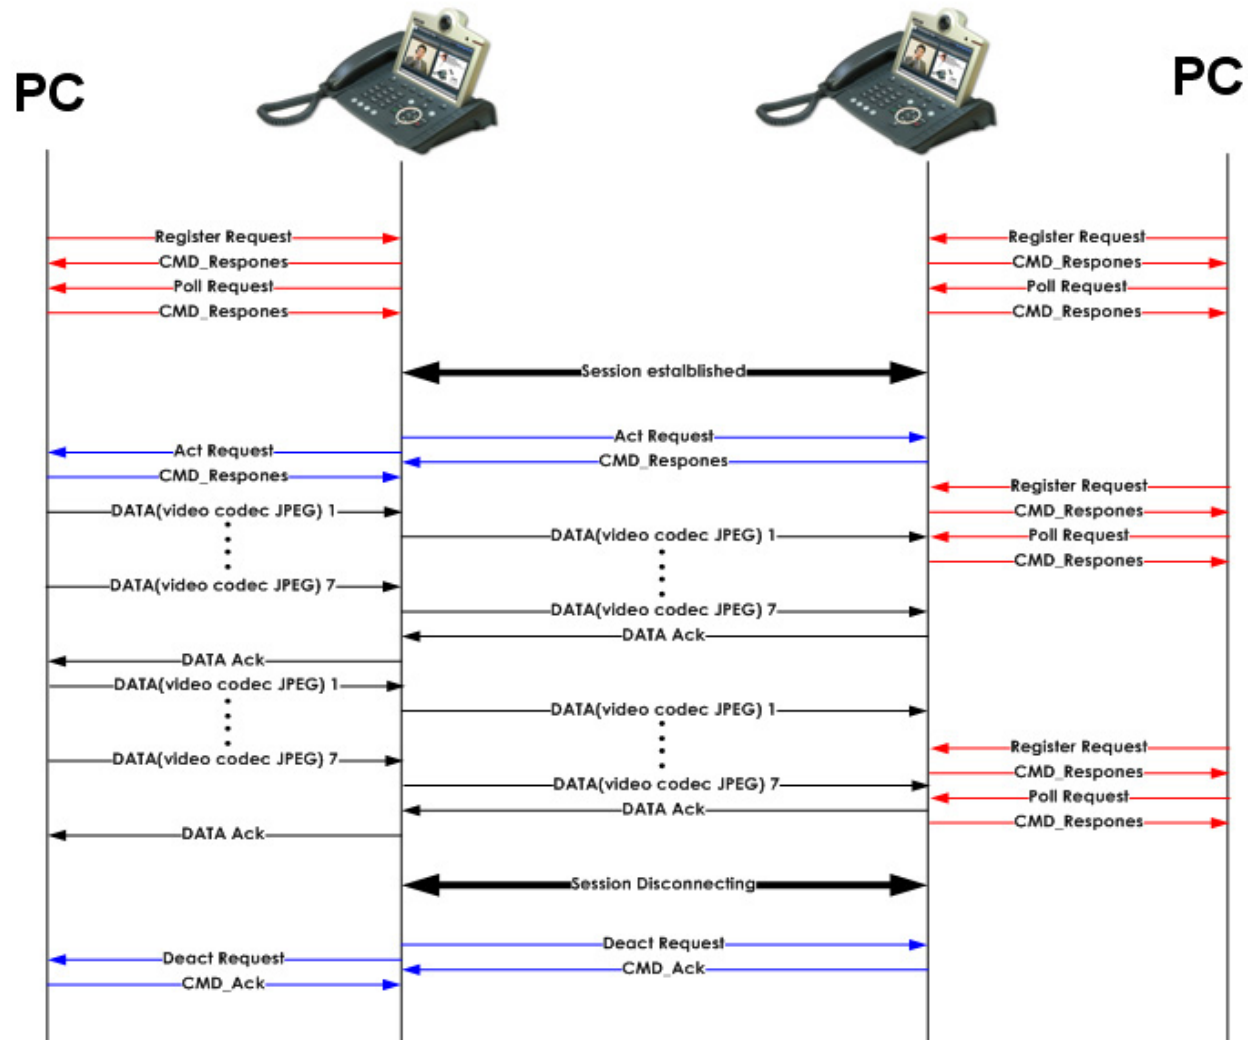 PC
PC
Register Request
Register Request
CMD_Respones
CMD_Respones
Poll Request
Poll Request
CMD_Respones
CMD_Respones
Session estalblished
Act Request
Act Request
CMD_Respones
CMD_Respones
Register Request
DATA(video codec JPEG) 1
CMD_Respones
DATA(video codec JPEG) 1
Poll Request
CMD_Respones
DATA(video codec JPEG) 7
DATA(video codec JPEG) 7
DATA Ack
DATA Ack
DATA(video codec JPEG) 1
DATA(video codec JPEG) 1
Register Request
DATA(video codec JPEG) 7
CMD_Respones
DATA(video codec JPEG) 7
Poll Request
DATA Ack
CMD_Respones
DATA Ack
Session Disconnecting
Deact Request
Deact Request
CMD_Ack
CMD_Ack